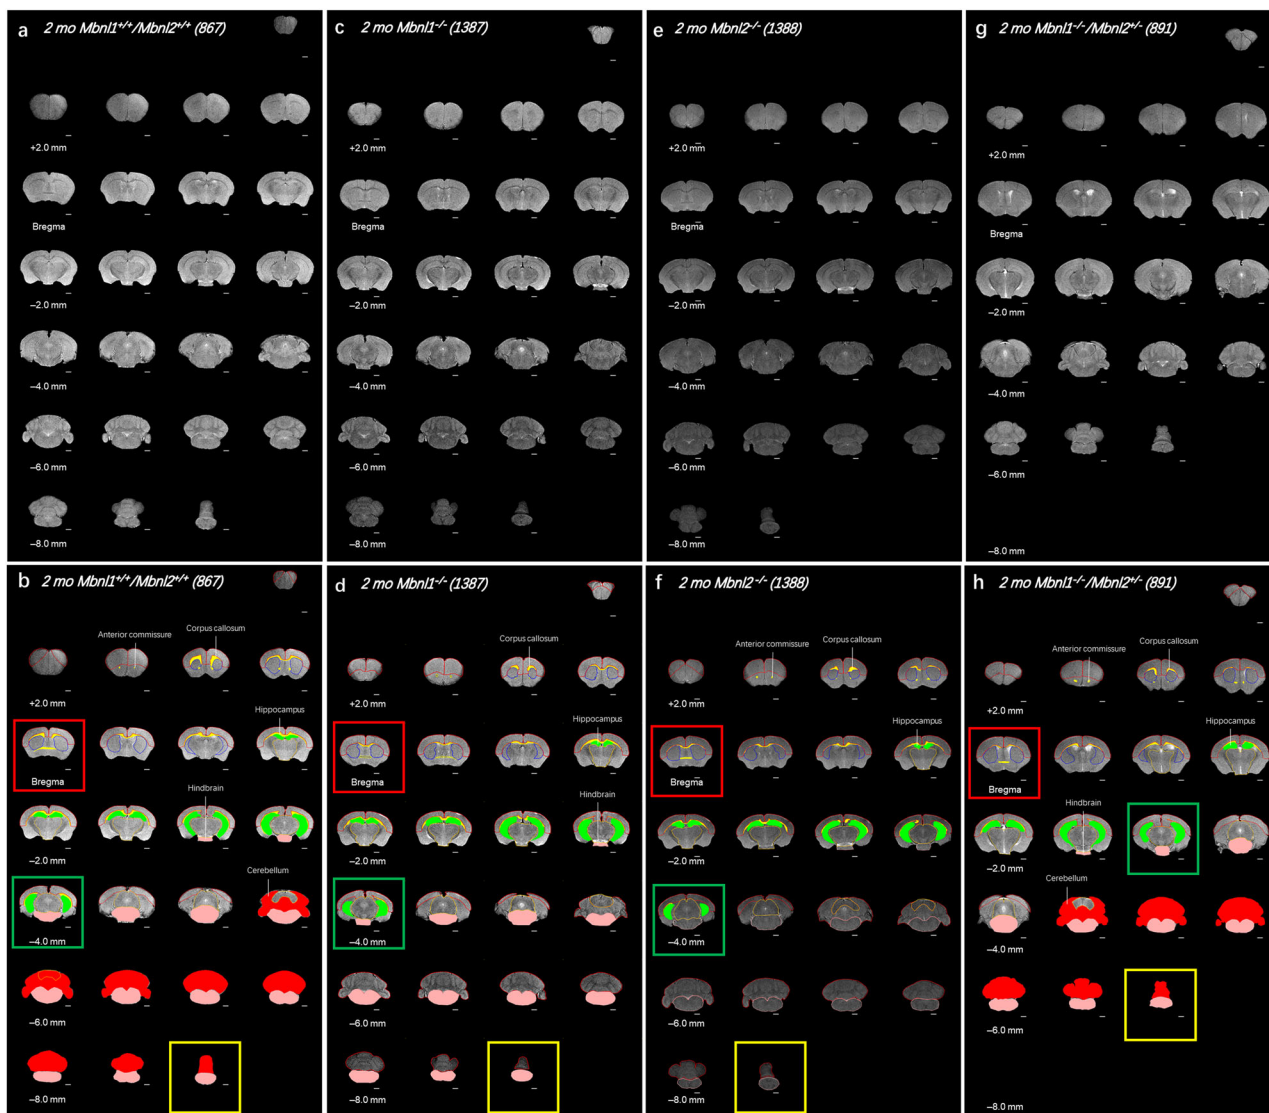 a 2 mo Mbnl1+/+/Mbnl2+/+ (867)
+2.0 mm
Bregma
–2.0 mm
–4.0 mm
–6.0 mm
–8.0 mm
c 2 mo Mbnl1-/- (1387)
+2.0 mm
Bregma
–2.0 mm
–4.0 mm
–6.0 mm
–8.0 mm
e 2 mo Mbnl2-/- (1388)
+2.0 mm
Bregma
–2.0 mm
–4.0 mm
–6.0 mm
–8.0 mm
g 2 mo Mbnl1-/-/Mbnl2+/- (891)
+2.0 mm
Bregma
–2.0 mm
–4.0 mm
–6.0 mm
–8.0 mm
b 2 mo Mbnl1+/+/Mbnl2+/+ (867)
Anterior commissure
Corpus callosum
+2.0 mm
Hippocampus
Bregma
Hindbrain
–2.0 mm
Cerebellum
–4.0 mm
–6.0 mm
–8.0 mm
d 2 mo Mbnl1-/- (1387)
Corpus callosum
+2.0 mm
Hippocampus
Bregma
Hindbrain
–2.0 mm
–4.0 mm
–6.0 mm
–8.0 mm
f 2 mo Mbnl2-/- (1388)
Anterior commissure
Corpus callosum
+2.0 mm
Hippocampus
Bregma
–2.0 mm
–4.0 mm
–6.0 mm
–8.0 mm
h 2 mo Mbnl1-/-/Mbnl2+/- (891)
Corpus callosum
Anterior commissure
+2.0 mm
Hippocampus
Bregma
Hindbrain
–2.0 mm
Cerebellum
–4.0 mm
–6.0 mm
–8.0 mm